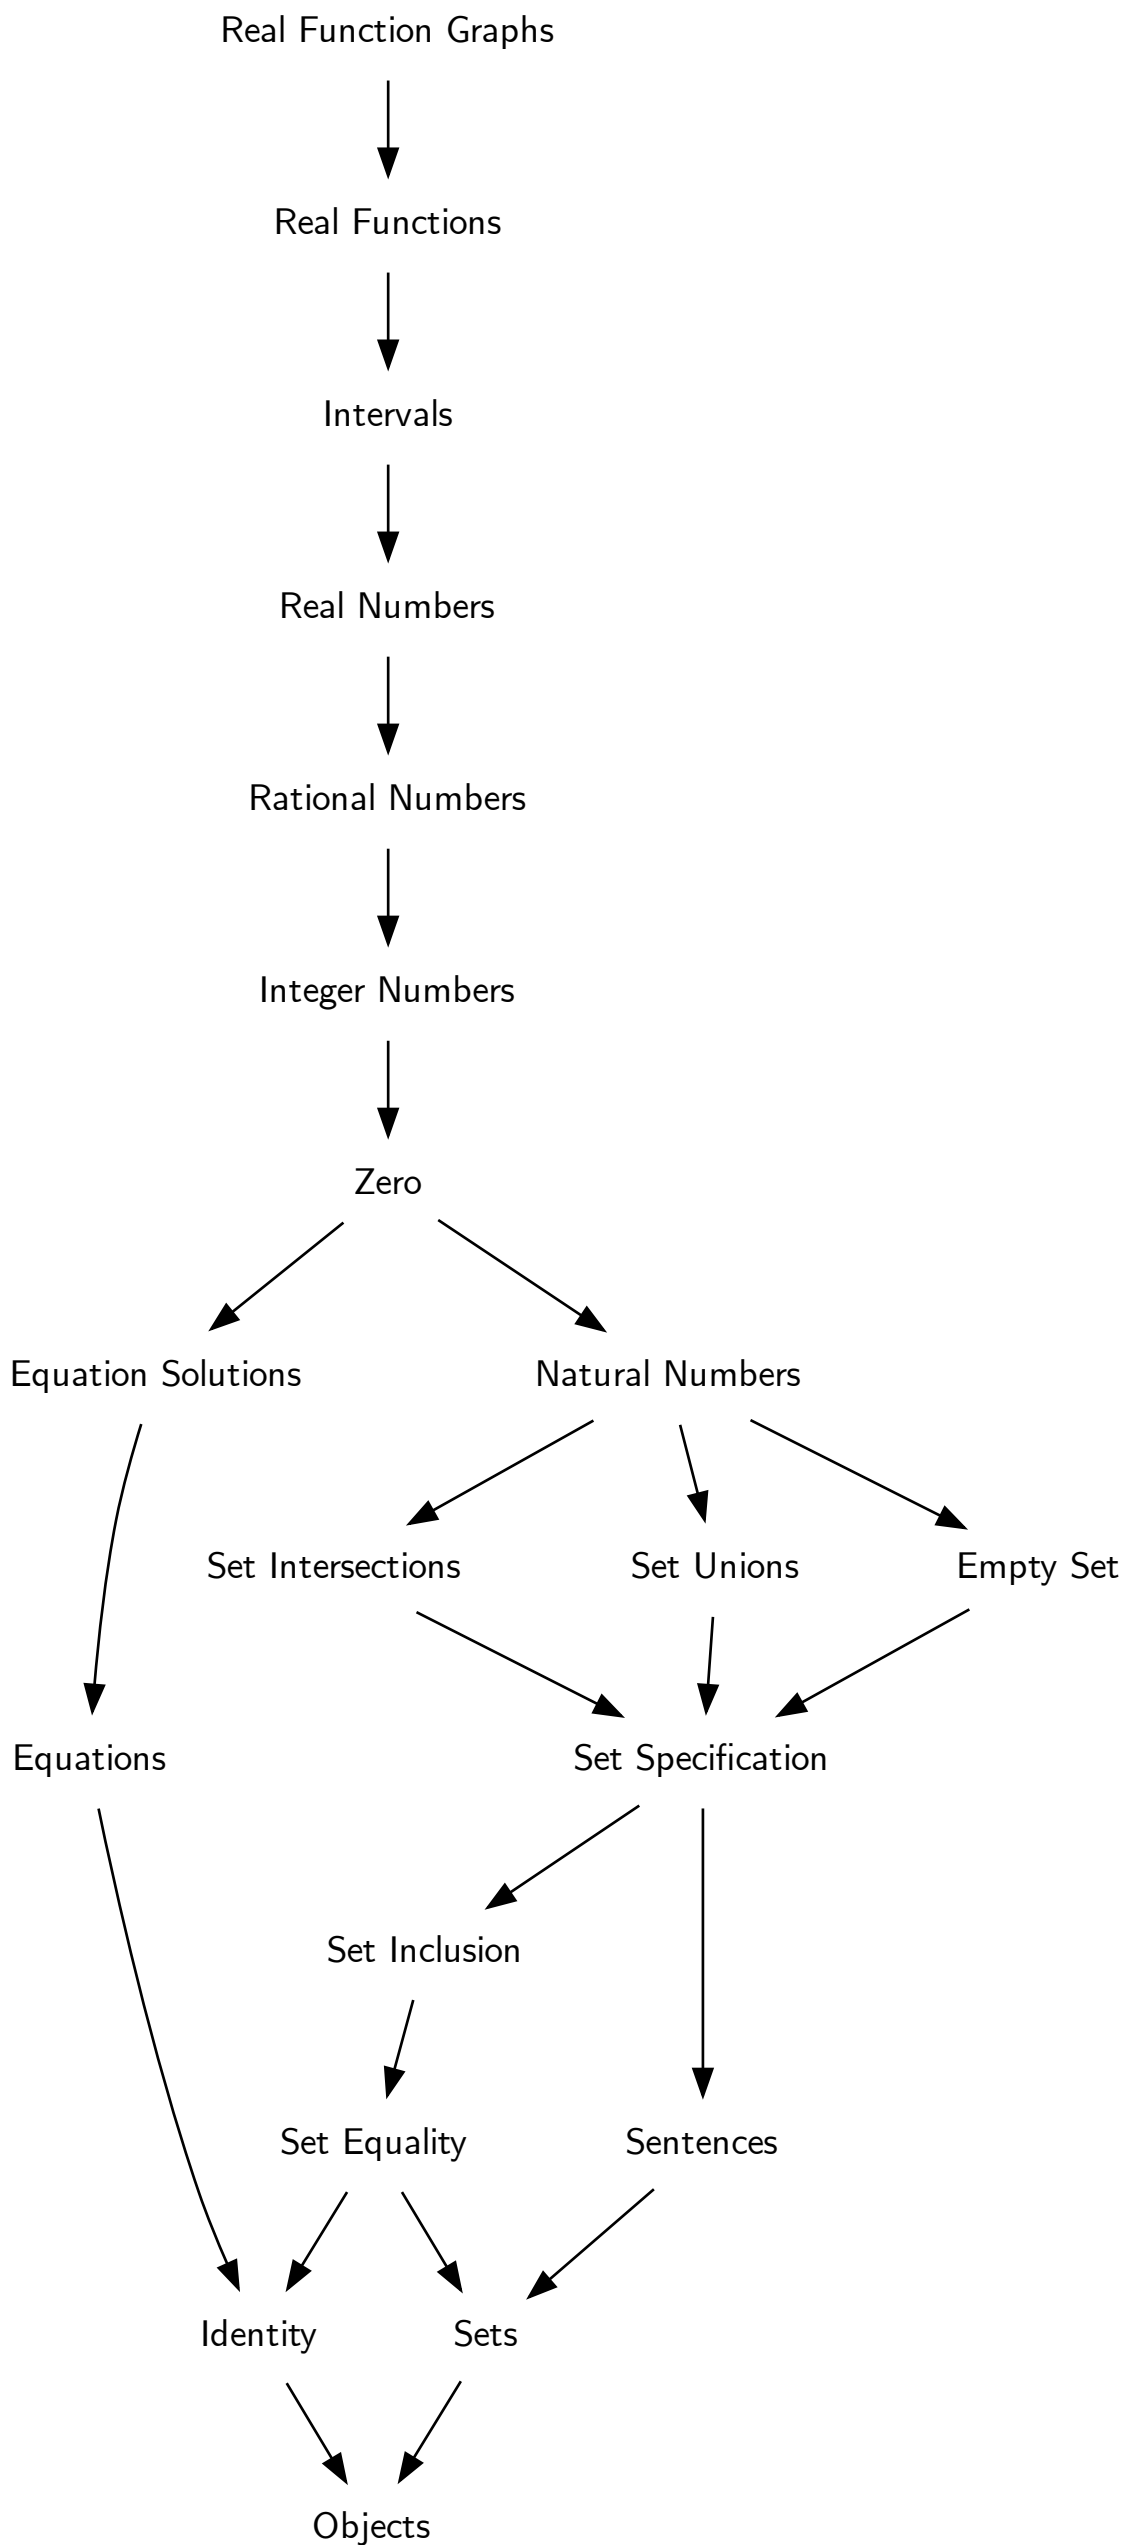 Real Function Graphs
Real Functions
Intervals
Real Numbers
Rational Numbers
Integer Numbers
Zero
Equation Solutions
Natural Numbers
Set Intersections
Set Unions
Empty Set
Equations
Set Specification
Set Inclusion
Set Equality
Sentences
Identity
Sets
Objects